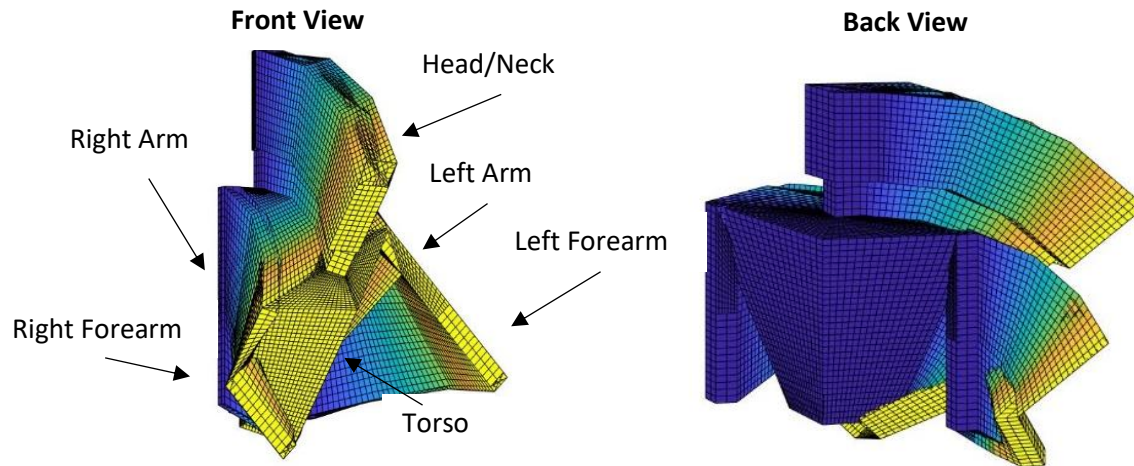 Front View
Back View
Head/Neck
Right Arm
Left Arm
Left Forearm
Right Forearm
Torso